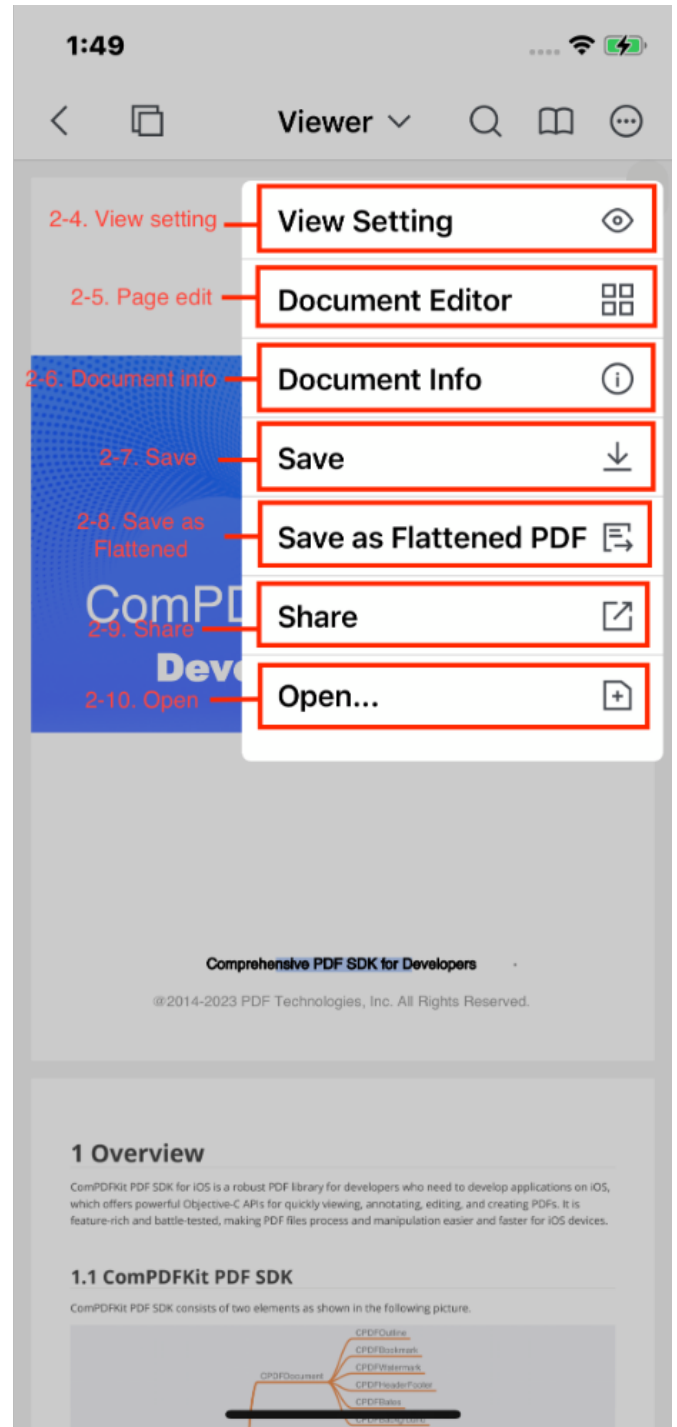 1:49
Viewer
2-4. View setting
View Setting
2-5. Page edit
Document Editor
2-6. Document info
Document Info
2-7. Save
Save
2-8. Save as
Flattened
Save as Flattened PDF
ComPD
2-9. Share
Share
Deve
2-10. Open
Open...
Comprehensive PDF SDK for Developers
@2014-2023 PDF Technologies, Inc. All Rights Reserved.
1 Overview
ComPDFKit PDF SDK for iOS is a robust PDF library for developers who need to develop applications on iOS,
which offers powerful Objective-C APIs for quickly viewing, annotating, editing, and creating PDFs. It is
feature-rich and battle-tested, making PDF files process and manipulation easier and faster for iOS devices.
1.1 ComPDFKit PDF SDK
ComPDFKit PDF SDK consists of two elements as shown in the following picture.
CPDFOutline
CPDFBookmark
CPDFWatermark
CPDFDocument
CPDFHeaderFooter
CPDFBates